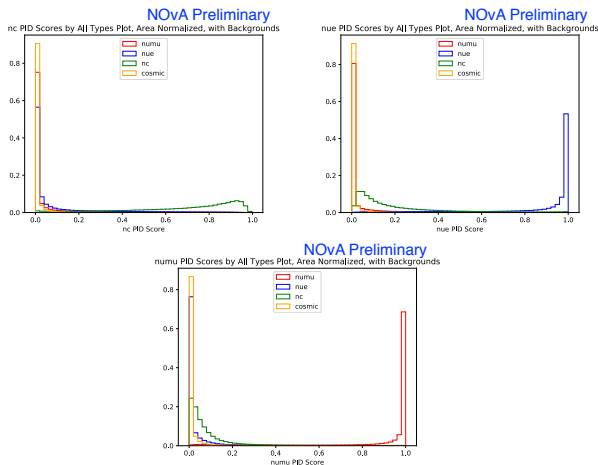 NOvA Preliminary
nc PID Scores by All Types Plot, Area Normalized, with Backgrounds
numu
nue
nc
cosmic
0.8
0.6
0.4
0.2
0.0
0.0 0.2 0.4 0.6 0.8 1.0
nc PID Score
NOvA Preliminary
nue PID Scores by All Types Plot, Area Normalized, with Backgrounds
numu
nue
nc
cosmic
0.8
0.6
0.4
0.2
0.0
0.0 0.2 0.4 0.6 0.8 1.0
nue PID Score
NOvA Preliminary
numu PID Scores by All Types Plot, Area Normalized, with Backgrounds
numu
nue
nc
cosmic
0.8
0.6
0.4
0.2
0.0
0.0 0.2 0.4 0.6 0.8 1.0
numu PID Score